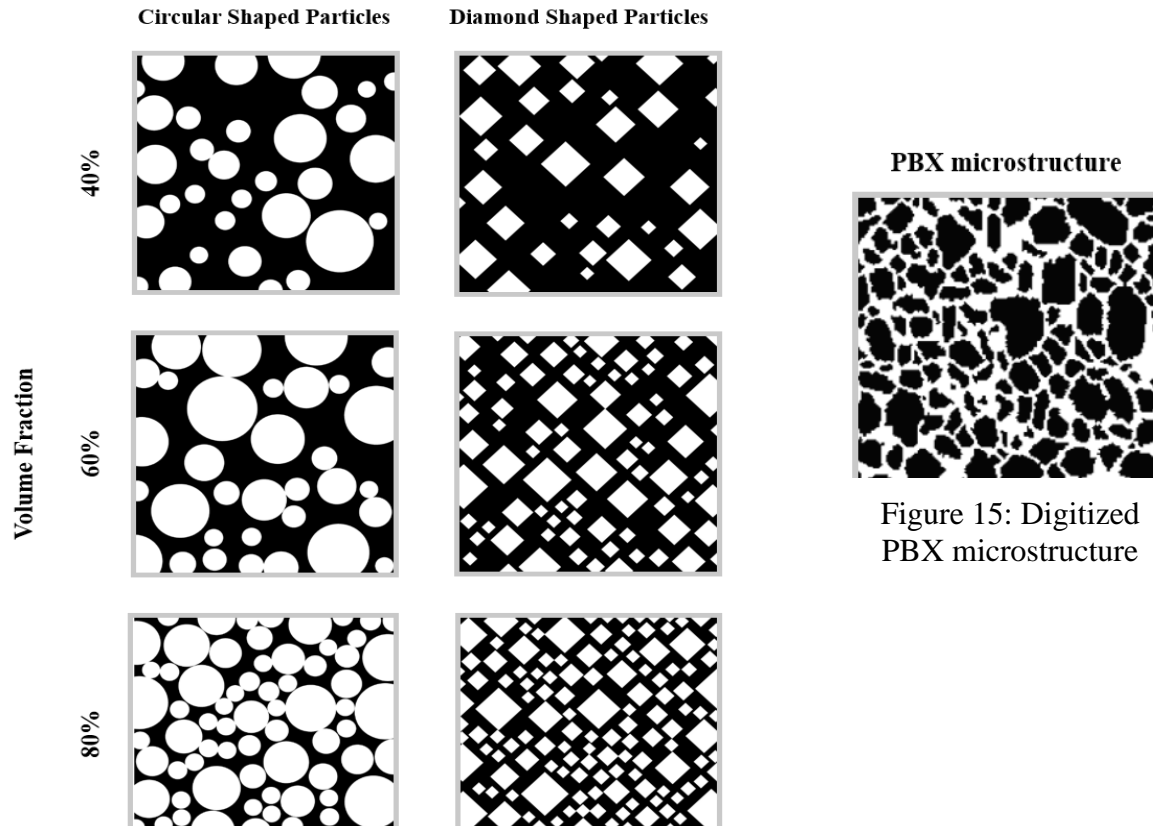 Circular Shaped Particles
Diamond Shaped Particles
Volume Fraction
40%
60%
80%
PBX microstructure
Figure 15: Digitized
PBX microstructure